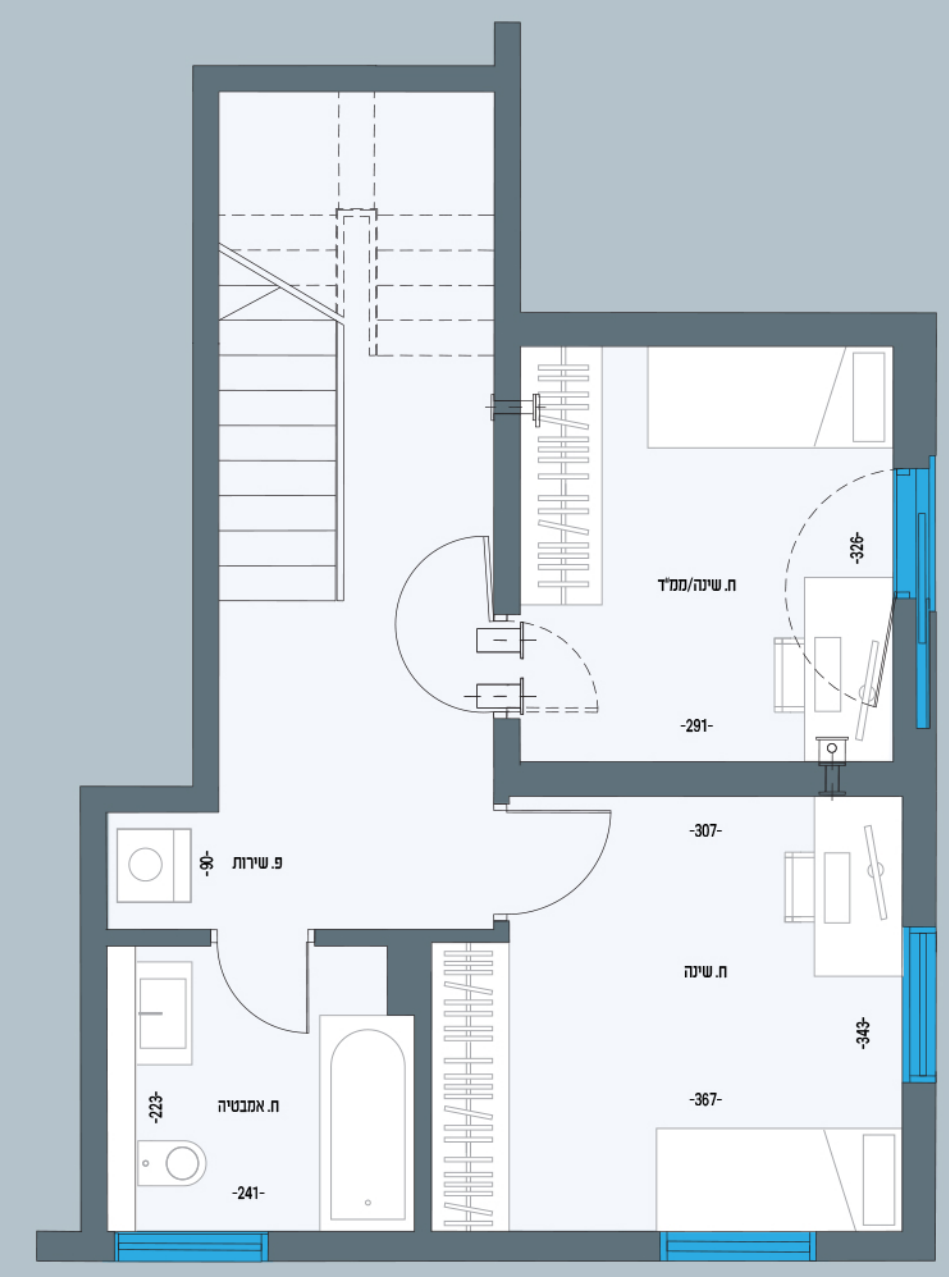 -326-
ח. שינה/ממ"ד
-291-
-307-
-90-
פ. שירות
ח. שינה
-343-
-367-
-223-
ח. אמבטיה
-241-